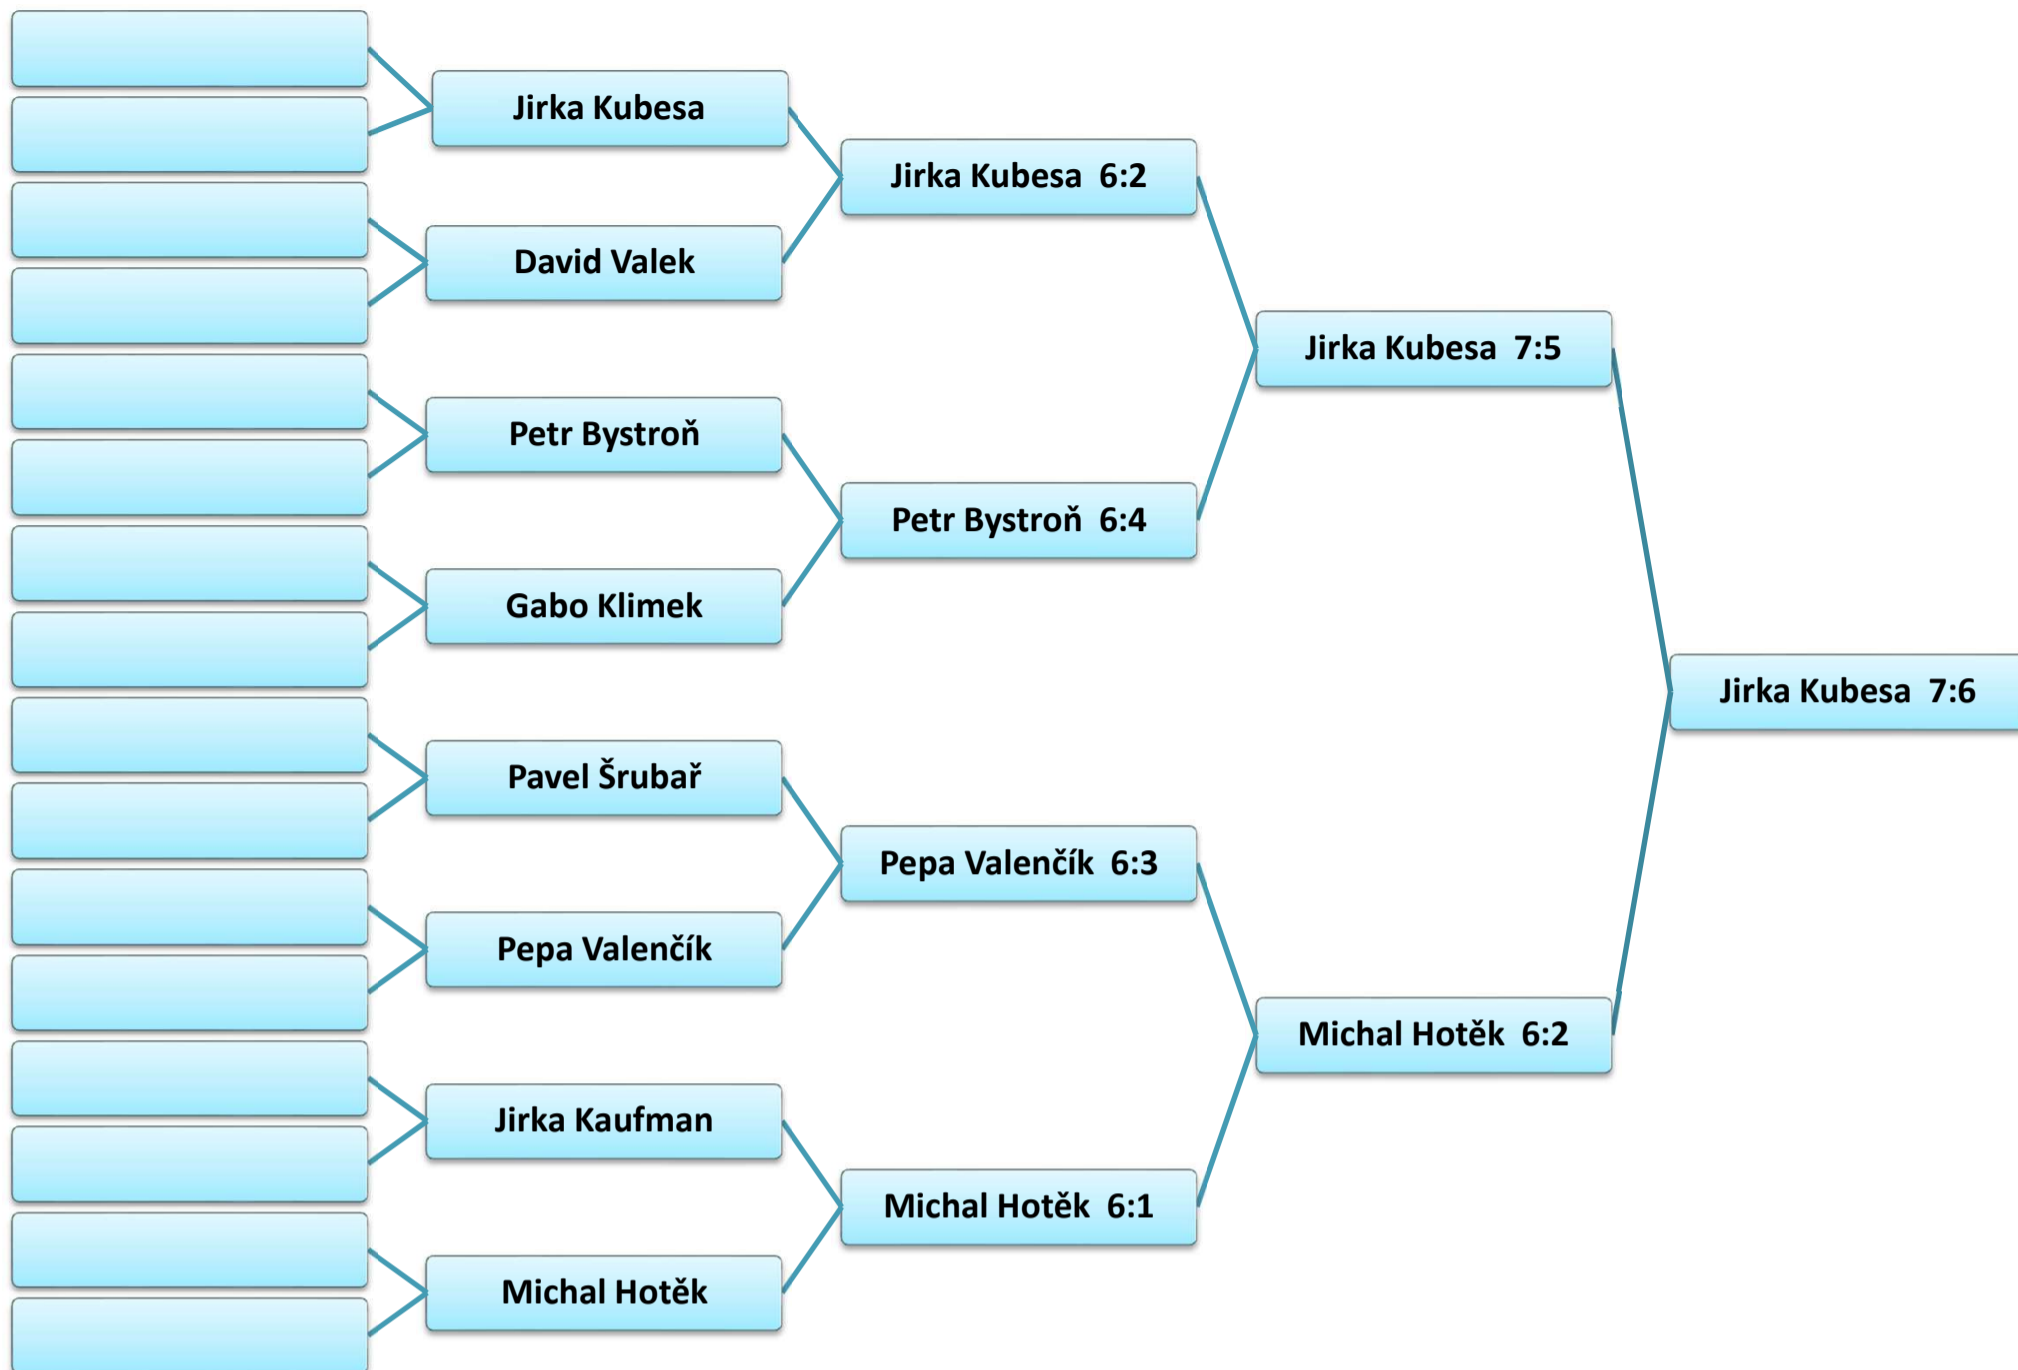 Jirka Kubesa
David Valek
Petr Bystroň
Gabo Klimek
Pavel Šrubař
Pepa Valenčík
Jirka Kaufman
Michal Hotěk
Jirka Kubesa 6:2
Petr Bystroň 6:4
Pepa Valenčík 6:3
Michal Hotěk 6:1
Jirka Kubesa 7:5
Michal Hotěk 6:2
Jirka Kubesa 7:6